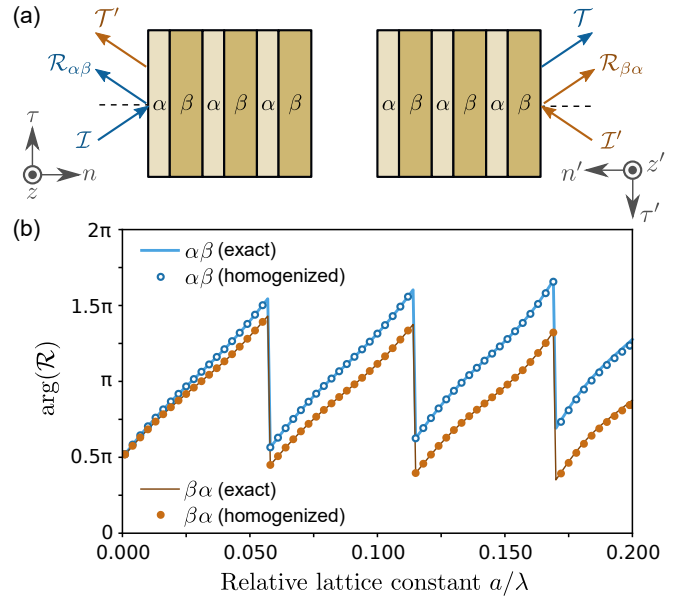 (a)
𝒯′
𝒯
ℛαβ
ℛβα
α β α β α β
α β α β α β
τ
ℐ
ℐ′
n
z
n′
z′
τ′
(b)
2π
αβ (exact)
αβ (homogenized)
1.5π
arg(ℛ)
π
0.5π
βα (exact)
βα (homogenized)
0
0.000 0.050 0.100 0.150 0.200
Relative lattice constant a/λ